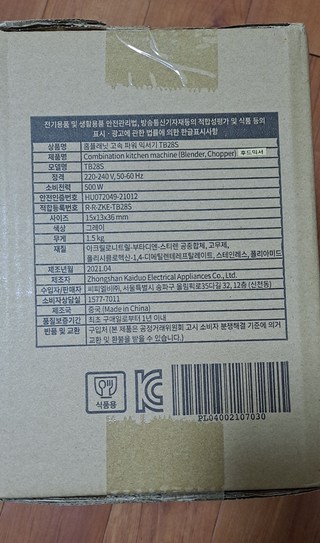 전기용품 및 생활용품 안전관리법, 방송통신기자재등의 적합성평가 및 식품 등의
표시·광고에 관한 법률에 의한 한글표시사항
상품명 홈플래닛 고속 파워 믹서기 TB28S
제품명 Combination kitchen machine (Blender, Chopper) 푸드믹서
모델명 TB28S
정격 220-240 V, 50-60 Hz
소비전력 500 W
안전인증번호 HU072049-21012
적합등록번호 R-R-ZKE-TB28S
사이즈 15x13x36 mm
색상 그레이
무게 1.5 kg
재질 아크릴로니트릴-부타디엔-스티렌 공중합체, 고무제,
폴리시클로헥산-1,4-디메틸렌테레프탈레이트, 스테인레스, 폴리아미드
제조년월 2021.04
제조자 Zhongshan Kaiduo Electrical Appliances Co., Ltd.
수입자/판매자 씨피엘비㈜, 서울특별시 송파구 올림픽로35다길 32, 12층 (신천동)
소비자상담실 1577-7011
제조국 중국 (Made in China)
품질보증기간 최초 구매일로부터 1년 이내
반품 및 교환 구입처 (본 제품은 공정거래위원회 고시 소비자 분쟁해결 기준에 의거
교환 및 환불을 받을 수 있습니다.)
식품용
PL04002107030